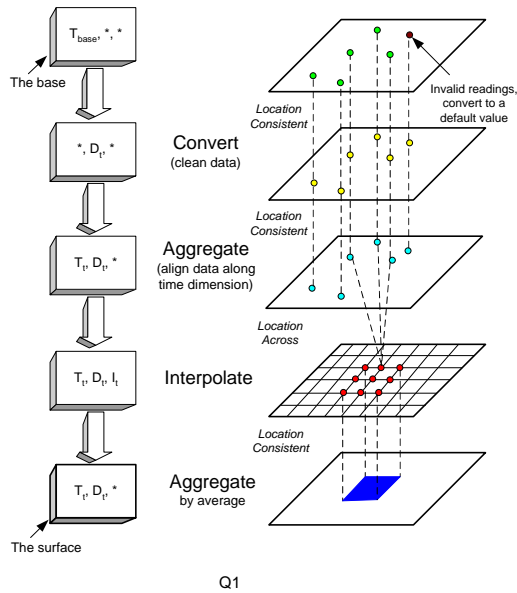 T_base, *, *
The base
Invalid readings,
convert to a
default value
Location
Consistent
Convert
(clean data)
*, D_t, *
Location
Consistent
Aggregate
(align data along
time dimension)
T_t, D_t, *
Location
Across
Interpolate
T_t, D_t, I_t
Location
Consistent
Aggregate
by average
T_t, D_t, *
The surface
Q1